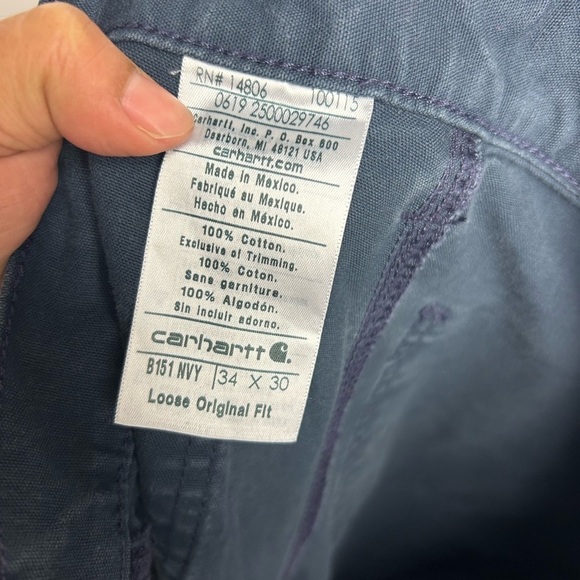 RN# 14806 100115
0619 2500029746
Carhartt, Inc. P. O. Box 600
Dearborn, MI 48121 USA
carhartt.com
Made in Mexico.
Fabriqué au Mexique.
Hecho en México.
100% Cotton.
Exclusive of Trimming.
100% Coton.
Sans garniture.
100% Algodón.
Sin incluir adorno.
carhartt
B151 NVY 34 X 30
Loose Original Fit